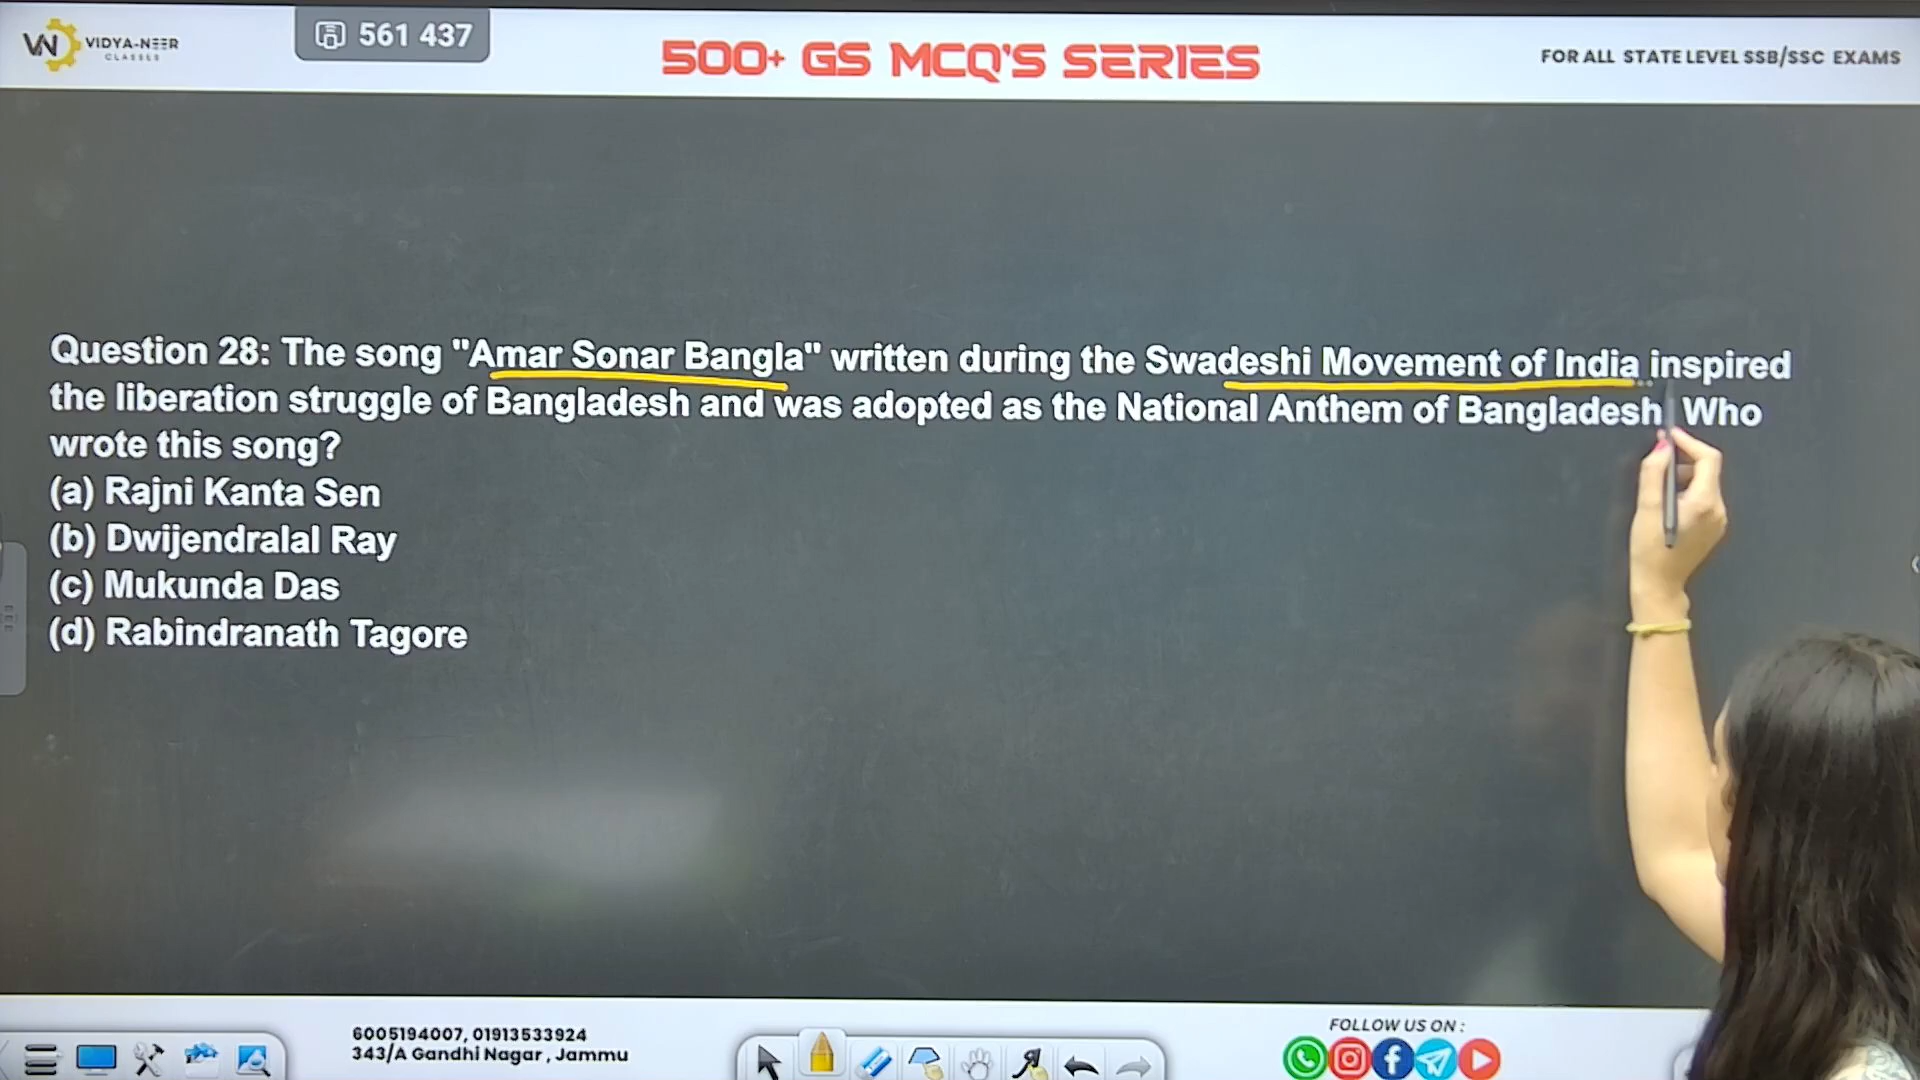 VN VIDYA-NEER
CLASSES
561 437
500+ GS MCQ'S SERIES
FOR ALL STATE LEVEL SSB/SSC EXAMS
Question 28: The song "Amar Sonar Bangla" written during the Swadeshi Movement of India inspired
the liberation struggle of Bangladesh and was adopted as the National Anthem of Bangladesh. Who
wrote this song?
(a) Rajni Kanta Sen
(b) Dwijendralal Ray
(c) Mukunda Das
(d) Rabindranath Tagore
6005194007, 01913533924
343/A Gandhi Nagar , Jammu
FOLLOW US ON :